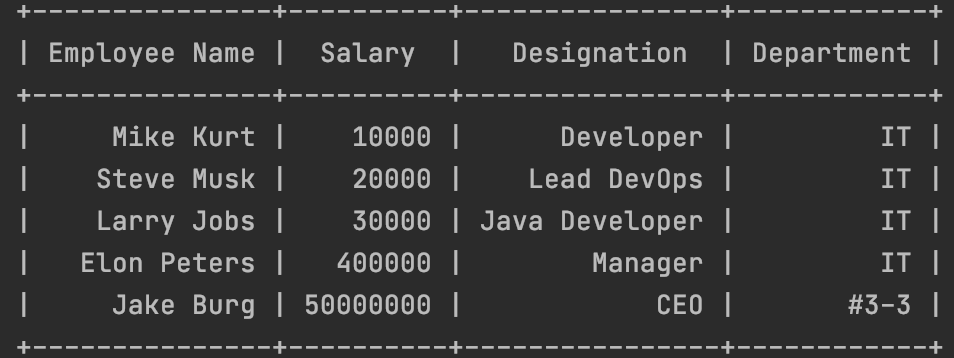 +---------------+----------+----------------+------------+
| Employee Name |  Salary  |   Designation  | Department |
+---------------+----------+----------------+------------+
|     Mike Kurt |    10000 |      Developer |         IT |
|    Steve Musk |    20000 |    Lead DevOps |         IT |
|    Larry Jobs |    30000 | Java Developer |         IT |
|   Elon Peters |   400000 |        Manager |         IT |
|     Jake Burg | 50000000 |            CEO |       #3-3 |
+---------------+----------+----------------+------------+